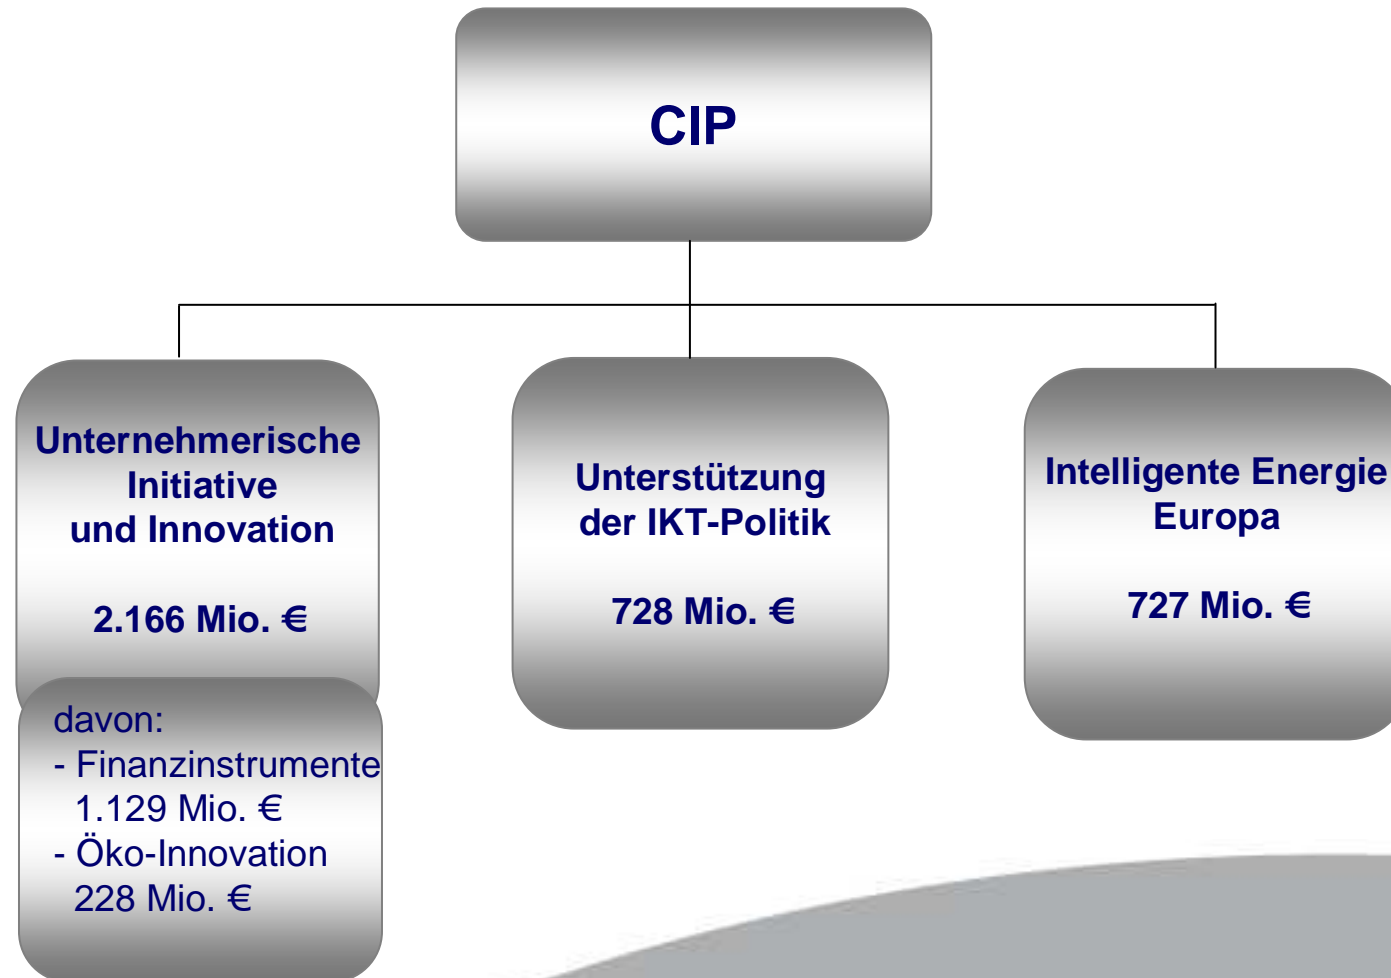 CIP
Unternehmerische
Initiative
und Innovation
2.166 Mio. €
davon:
- Finanzinstrumente
1.129 Mio. €
- Öko-Innovation
228 Mio. €
Unterstützung
der IKT-Politik
728 Mio. €
Intelligente Energie
Europa
727 Mio. €